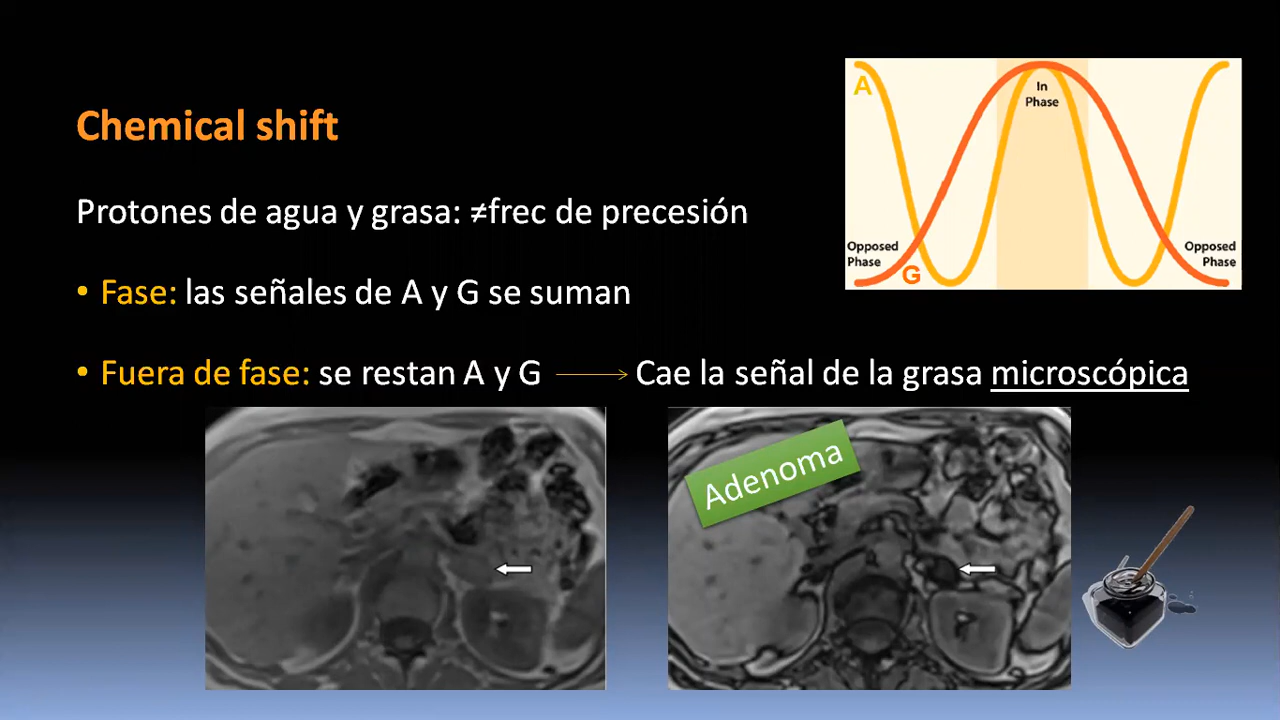 Chemical shift
A
In
Phase
Opposed
Phase
G
Opposed
Phase
Protones de agua y grasa: ≠frec de precesión
• Fase: las señales de A y G se suman
• Fuera de fase: se restan A y G Cae la señal de la grasa microscópica
Adenoma